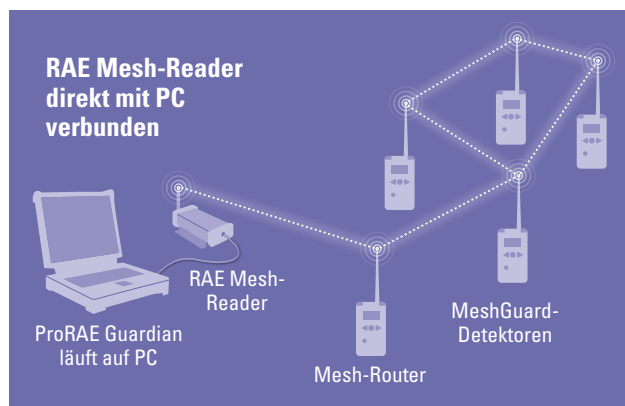 RAE Mesh-Reader
direkt mit PC
verbunden
RAE Mesh-
Reader
ProRAE Guardian
läuft auf PC
Mesh-Router
MeshGuard-
Detektoren